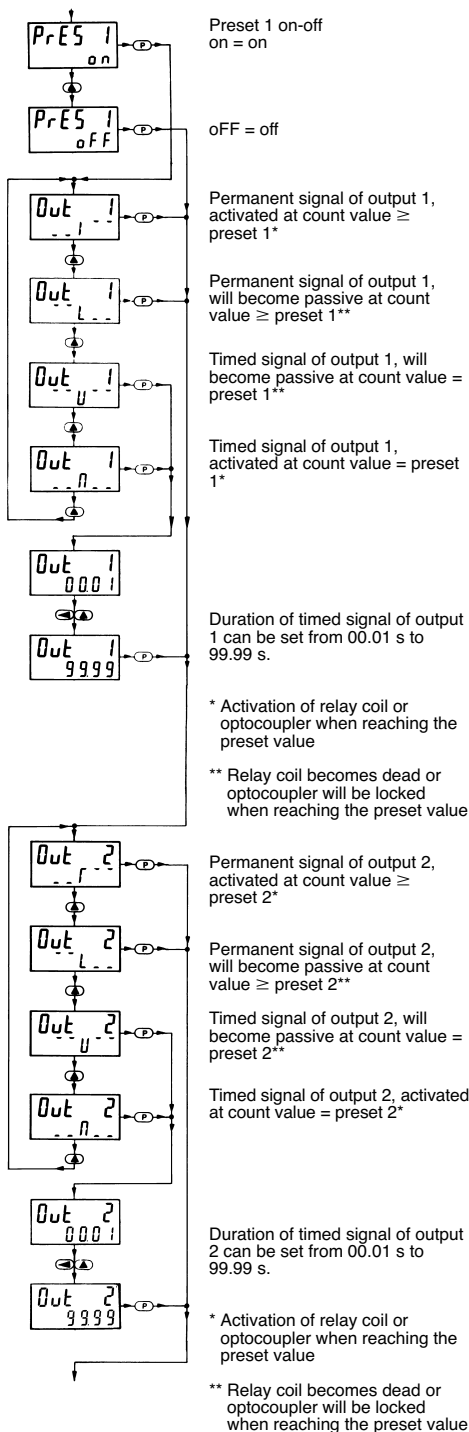 PrES 1
on
P
Preset 1 on-off
on = on
PrES 1
oFF
P
oFF = off
Out 1
P
Permanent signal of output 1,
activated at count value ≥
preset 1*
Out 1
P
Permanent signal of output 1,
will become passive at count
value ≥ preset 1**
Out 1
P
Timed signal of output 1, will
become passive at count value =
preset 1**
Out 1
P
Timed signal of output 1,
activated at count value = preset
1*
Out 1
00.01
Out 1
99.99
P
Duration of timed signal of output
1 can be set from 00.01 s to
99.99 s.
* Activation of relay coil or
optocoupler when reaching the
preset value
** Relay coil becomes dead or
optocoupler will be locked
when reaching the preset value
Out 2
P
Permanent signal of output 2,
activated at count value ≥
preset 2*
Out 2
P
Permanent signal of output 2,
will become passive at count
value ≥ preset 2**
Out 2
P
Timed signal of output 2, will
become passive at count value =
preset 2**
Out 2
P
Timed signal of output 2, activated
at count value = preset 2*
Out 2
00.01
Out 2
99.99
P
Duration of timed signal of output
2 can be set from 00.01 s to
99.99 s.
* Activation of relay coil or
optocoupler when reaching the
preset value
** Relay coil becomes dead or
optocoupler will be locked
when reaching the preset value